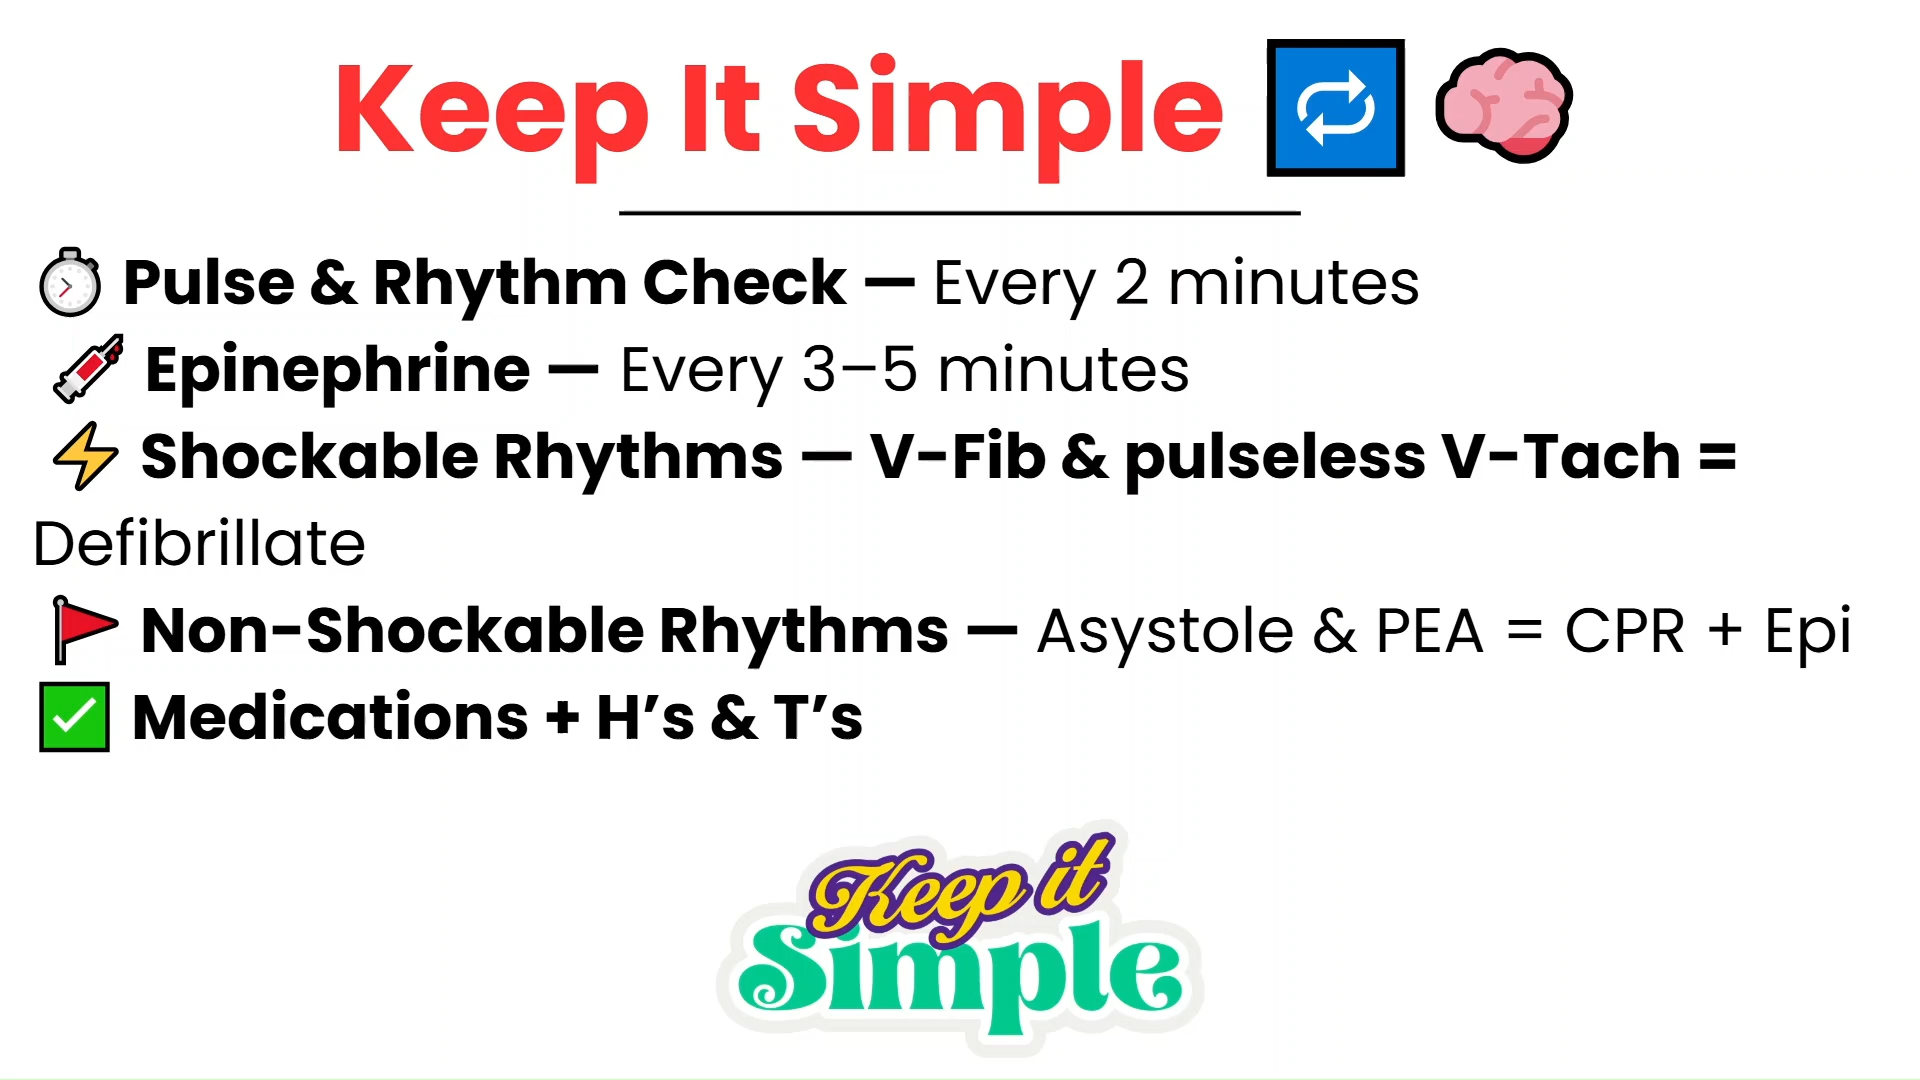 Keep It Simple
Pulse & Rhythm Check — Every 2 minutes
Epinephrine — Every 3–5 minutes
Shockable Rhythms — V-Fib & pulseless V-Tach =
Defibrillate
Non-Shockable Rhythms — Asystole & PEA = CPR + Epi
Medications + H’s & T’s
Keep it
Simple